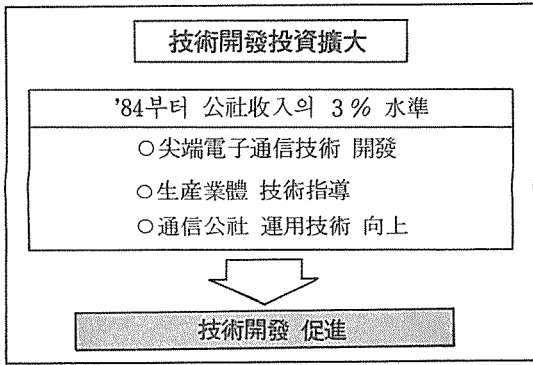 技術開發投資擴大
'84부터 公社收入의 3% 水準
○尖端電子通信技術 開發
○生産業體 技術指導
○通信公社 運用技術 向上
技術開發 促進